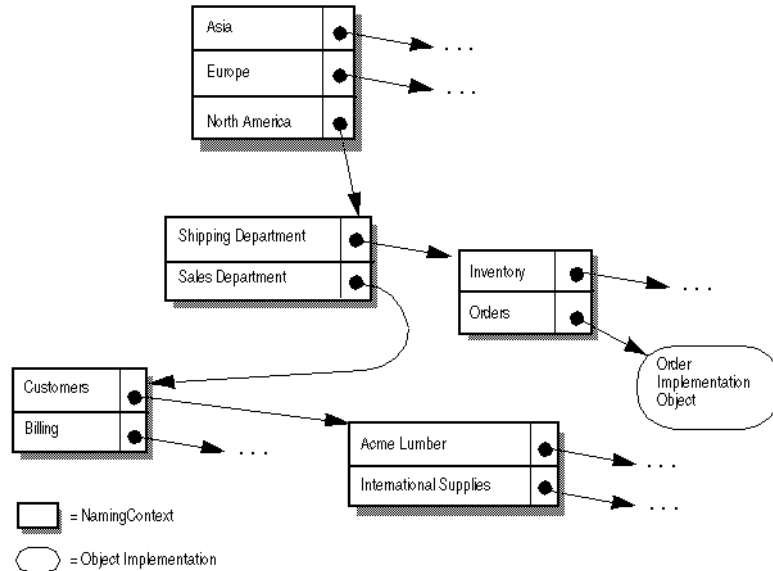 Asia
. . .
Europe
. . .
North America
Shipping Department
Sales Department
Inventory
. . .
Orders
Order
Implementation
Object
Customers
Billing
. . .
Acme Lumber
. . .
International Supplies
. . .
= NamingContext
= Object Implementation